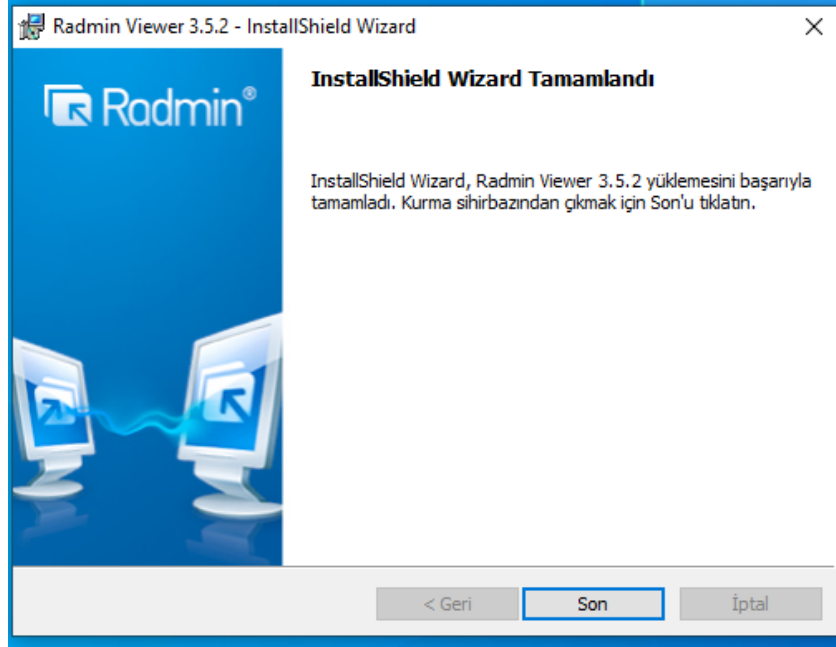 Radmin Viewer 3.5.2 - InstallShield Wizard
Radmin®
InstallShield Wizard Tamamlandı
InstallShield Wizard, Radmin Viewer 3.5.2 yüklemesini başarıyla
tamamladı. Kurma sihirbazından çıkmak için Son'u tıklatın.
< Geri
Son
İptal